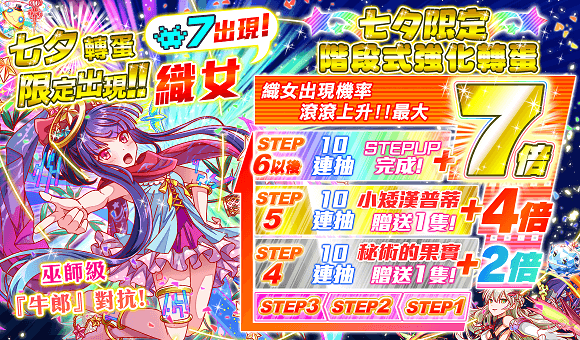 七夕轉蛋
限定出現!!
7出現!
織女
巫師級
『牛郎』對抗!
七夕限定
階段式強化轉蛋
織女出現機率
滾滾上升!!最大
7倍
STEP
6以後
10
連抽
STEPUP
完成!
+
STEP
5
10
連抽
小矮漢普蒂
贈送1隻!
+4倍
STEP
4
10
連抽
秘術的果實
贈送1隻!
+2倍
STEP3 STEP2 STEP1